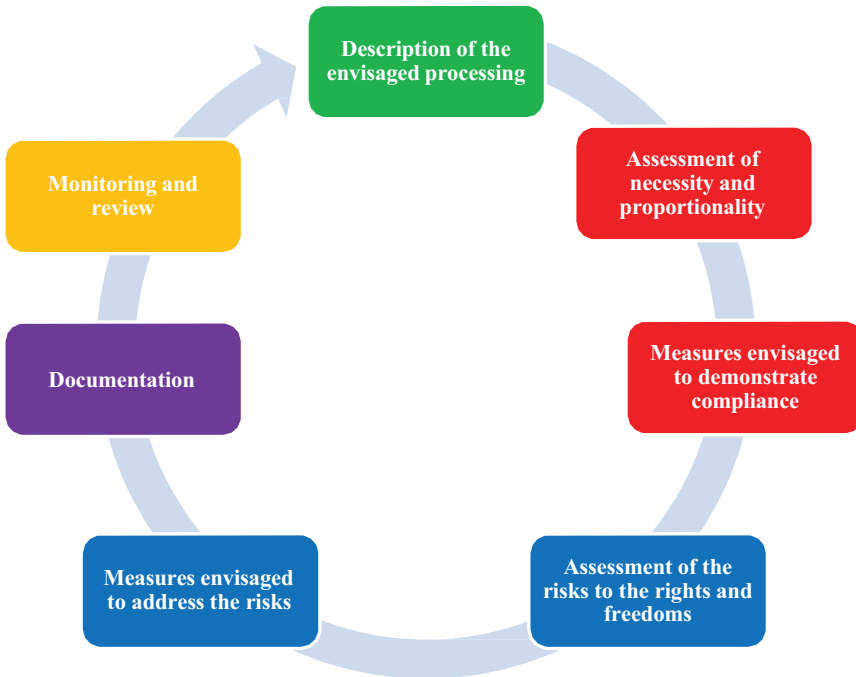 Description of the
envisaged processing
Assessment of
necessity and
proportionality
Measures envisaged
to demonstrate
compliance
Assessment of the
risks to the rights and
freedoms
Measures envisaged
to address the risks
Documentation
Monitoring and
review